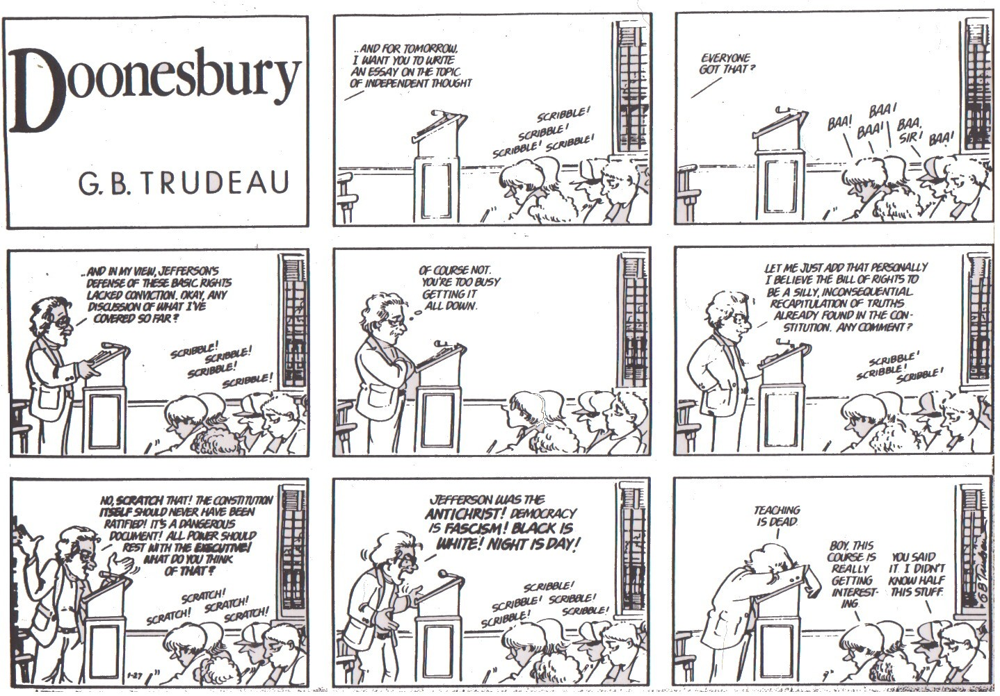 Doonesbury
G. B. TRUDEAU
..AND FOR TOMORROW,
I WANT YOU TO WRITE
AN ESSAY ON THE TOPIC
OF INDEPENDENT THOUGHT
SCRIBBLE!
SCRIBBLE!
SCRIBBLE! SCRIBBLE!
EVERYONE
GOT THAT?
BAA!
BAA!
BAA!
BAA,
SIR!
BAA!
..AND IN MY VIEW, JEFFERSON'S
DEFENSE OF THESE BASIC RIGHTS
LACKED CONVICTION. OKAY, ANY
DISCUSSION OF WHAT I'VE
COVERED SO FAR?
SCRIBBLE!
SCRIBBLE!
SCRIBBLE!
SCRIBBLE!
OF COURSE NOT.
YOU'RE TOO BUSY
GETTING IT
ALL DOWN.
LET ME JUST ADD THAT PERSONALLY
I BELIEVE THE BILL OF RIGHTS TO
BE A SILLY, INCONSEQUENTIAL
RECAPITULATION OF TRUTHS
ALREADY FOUND IN THE CON-
STITUTION. ANY COMMENT?
SCRIBBLE!
SCRIBBLE!
SCRIBBLE!
NO, SCRATCH THAT! THE CONSTITUTION
ITSELF SHOULD NEVER HAVE BEEN
RATIFIED! IT'S A DANGEROUS
DOCUMENT! ALL POWER SHOULD
REST WITH THE EXECUTIVE!
WHAT DO YOU THINK
OF THAT?
SCRATCH!
SCRATCH!
SCRATCH!
SCRATCH!
1-27
JEFFERSON WAS THE
ANTICHRIST! DEMOCRACY
IS FASCISM! BLACK IS
WHITE! NIGHT IS DAY!
SCRIBBLE!
SCRIBBLE! SCRIBBLE!
SCRIBBLE!
SCRIBBLE!
TEACHING
IS DEAD.
BOY, THIS
COURSE IS
REALLY
GETTING
INTEREST-
ING.
YOU SAID
IT. I DIDN'T
KNOW HALF
THIS STUFF.
GB Trudeau